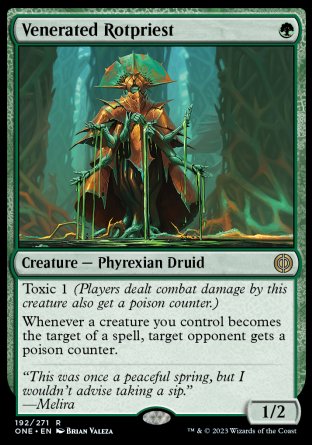 Venerated Rotpriest
Creature — Phyrexian Druid
Toxic 1 (Players dealt combat damage by this
creature also get a poison counter.)
Whenever a creature you control becomes
the target of a spell, target opponent gets a
poison counter.
"This was once a peaceful spring, but I
wouldn't advise taking a sip."
—Melira
1/2
192/271 R
ONE • EN Brian Valeza
™ & © 2023 Wizards of the Coast